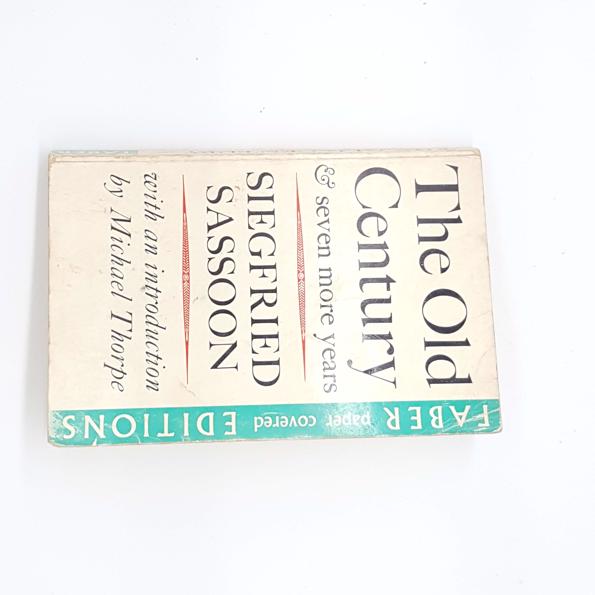 The Old
Century
& seven more years
SIEGFRIED
SASSOON
with an introduction
by Michael Thorpe
FABER paper covered EDITIONS